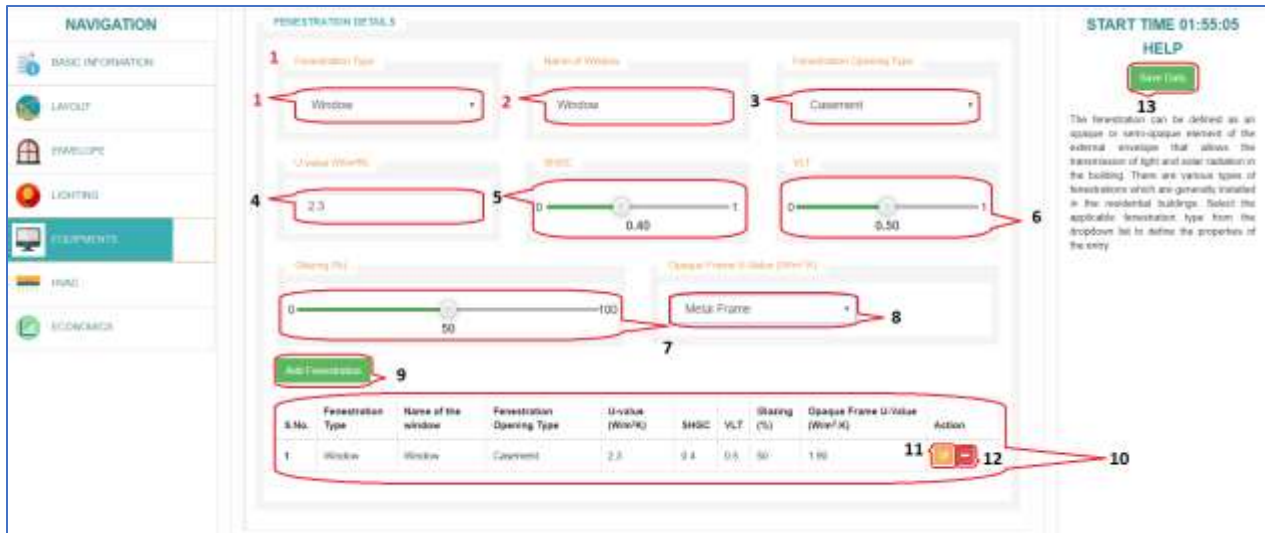 NAVIGATION
BASIC INFORMATION
LAYOUT
ENVELOPE
LIGHTING
EQUIPMENTS
HVAC
ECONOMICS
FENESTRATION DETAILS
1 Fenestration Type
Name of Window
Fenestration Opening Type
1 Window
2 Window
3 Casement
U-value (W/m²K)
SHGC
VLT
4 2.3
5 0 1
0.40
0 1 6
0.50
Glazing (%)
Opaque Frame U-Value (W/m².K)
0 100
50
7
Metal Frame 8
Add Fenestration 9
S.No. Fenestration Type Name of the window Fenestration Opening Type U-value (W/m²K) SHGC VLT Glazing (%) Opaque Frame U-Value (W/m².K) Action
1 Window Window Casement 2.3 0.4 0.5 50 11 12
10
START TIME 01:55:05
HELP
Save Data
13
The fenestration can be defined as an
opaque or semi-opaque element of the
external envelope that allows the
transmission of light and solar radiation in
the building. There are various types of
fenestrations which are generally installed
in the residential buildings. Select the
applicable fenestration type from the
dropdown list to define the properties of
the entry